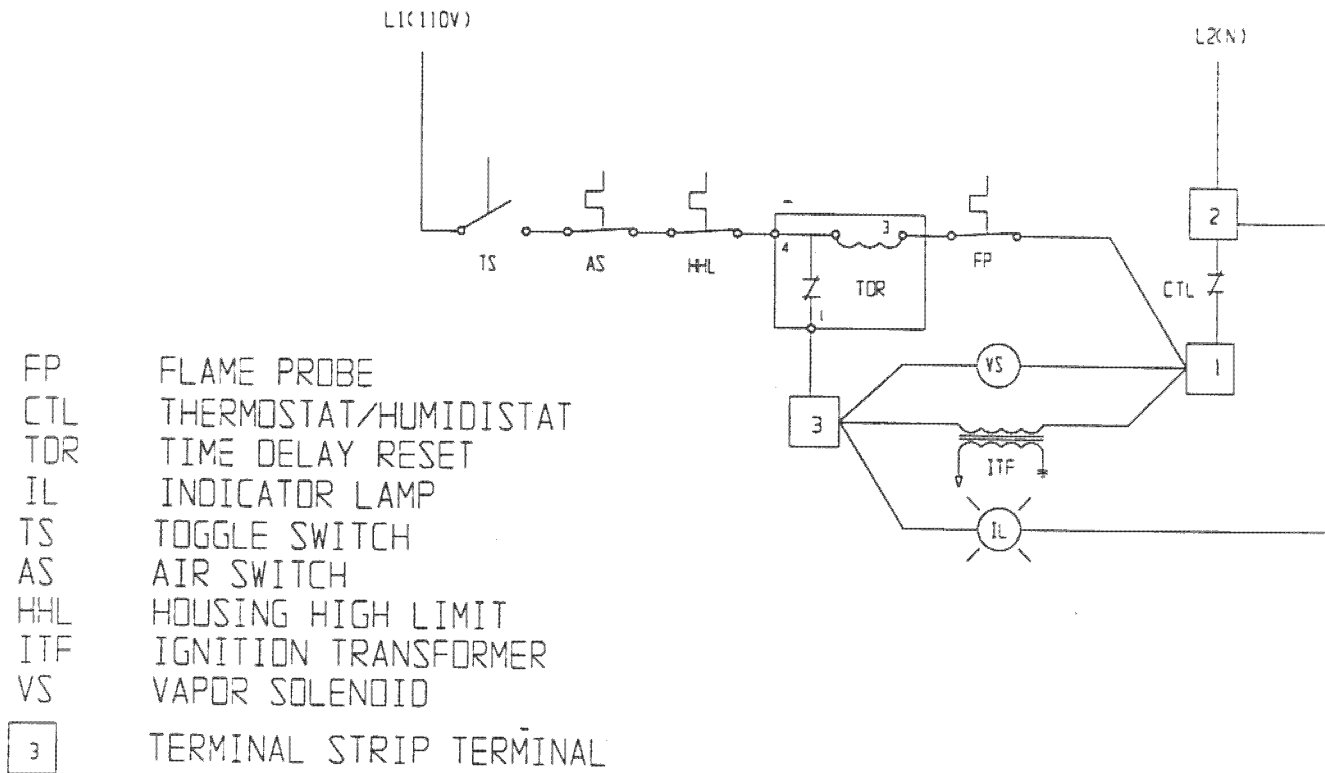 L1(110V)
L2(N)
TS
AS
HHL
4
3
TDR
1
FP
2
CTL
1
VS
3
ITF
IL
FP FLAME PROBE
CTL THERMOSTAT/HUMIDISTAT
TDR TIME DELAY RESET
IL INDICATOR LAMP
TS TOGGLE SWITCH
AS AIR SWITCH
HHL HOUSING HIGH LIMIT
ITF IGNITION TRANSFORMER
VS VAPOR SOLENOID
3 TERMINAL STRIP TERMINAL